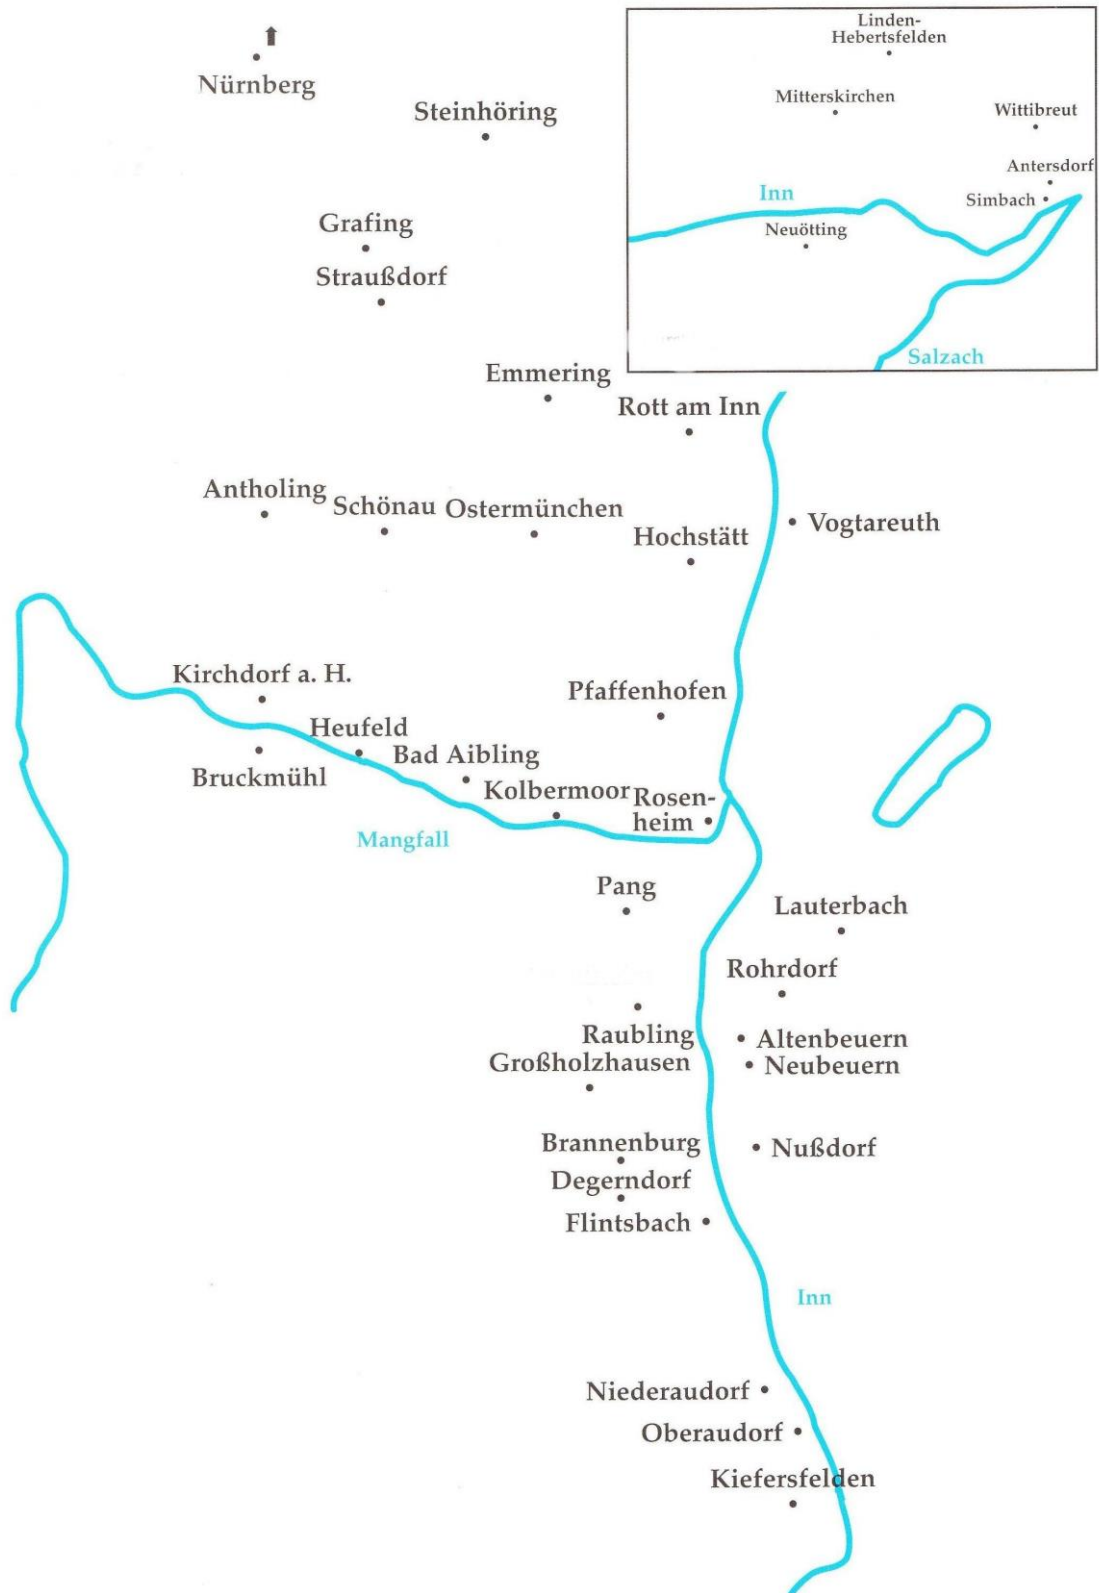 Nürnberg
Steinhöring
Grafing
Straußdorf
Emmering
Rott am Inn
Antholing
Schönau
Ostermünchen
Hochstätt
Vogtareuth
Kirchdorf a. H.
Pfaffenhofen
Heufeld
Bad Aibling
Bruckmühl
Kolbermoor
Rosen-
heim
Mangfall
Pang
Lauterbach
Rohrdorf
Raubling
Altenbeuern
Großholzhausen
Neubeuern
Brannenburg
Nußdorf
Degerndorf
Flintsbach
Inn
Niederaudorf
Oberaudorf
Kiefersfelden
Linden-
Hebertsfelden
Mitterskirchen
Wittibreut
Antersdorf
Inn
Simbach
Neuötting
Salzach